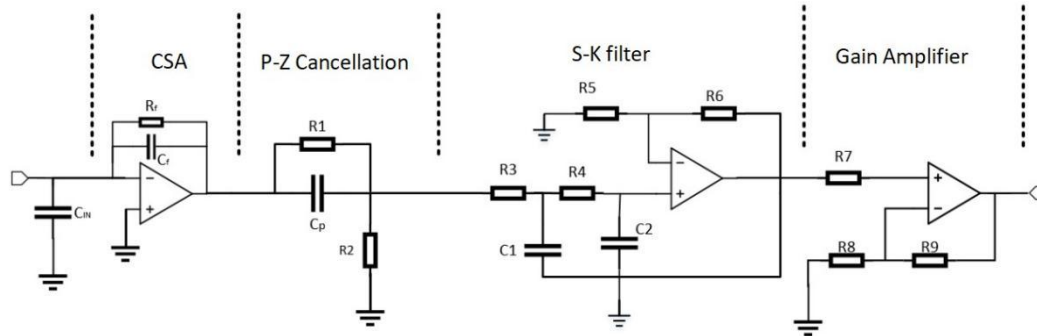 CSA
P-Z Cancellation
S-K filter
Gain Amplifier
Rf
Cf
CIN
R1
Cp
R2
R3
R4
R5
R6
C1
C2
R7
R8
R9